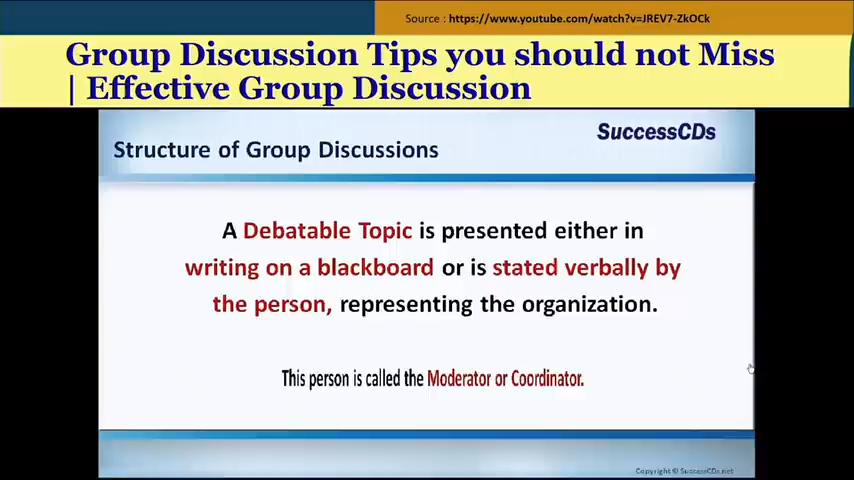 Source : https://www.youtube.com/watch?v=JREV7-ZkOCk
Group Discussion Tips you should not Miss
| Effective Group Discussion
SuccessCDs
Structure of Group Discussions
A Debatable Topic is presented either in
writing on a blackboard or is stated verbally by
the person, representing the organization.
This person is called the Moderator or Coordinator.
Copyright © SuccessCDs.net